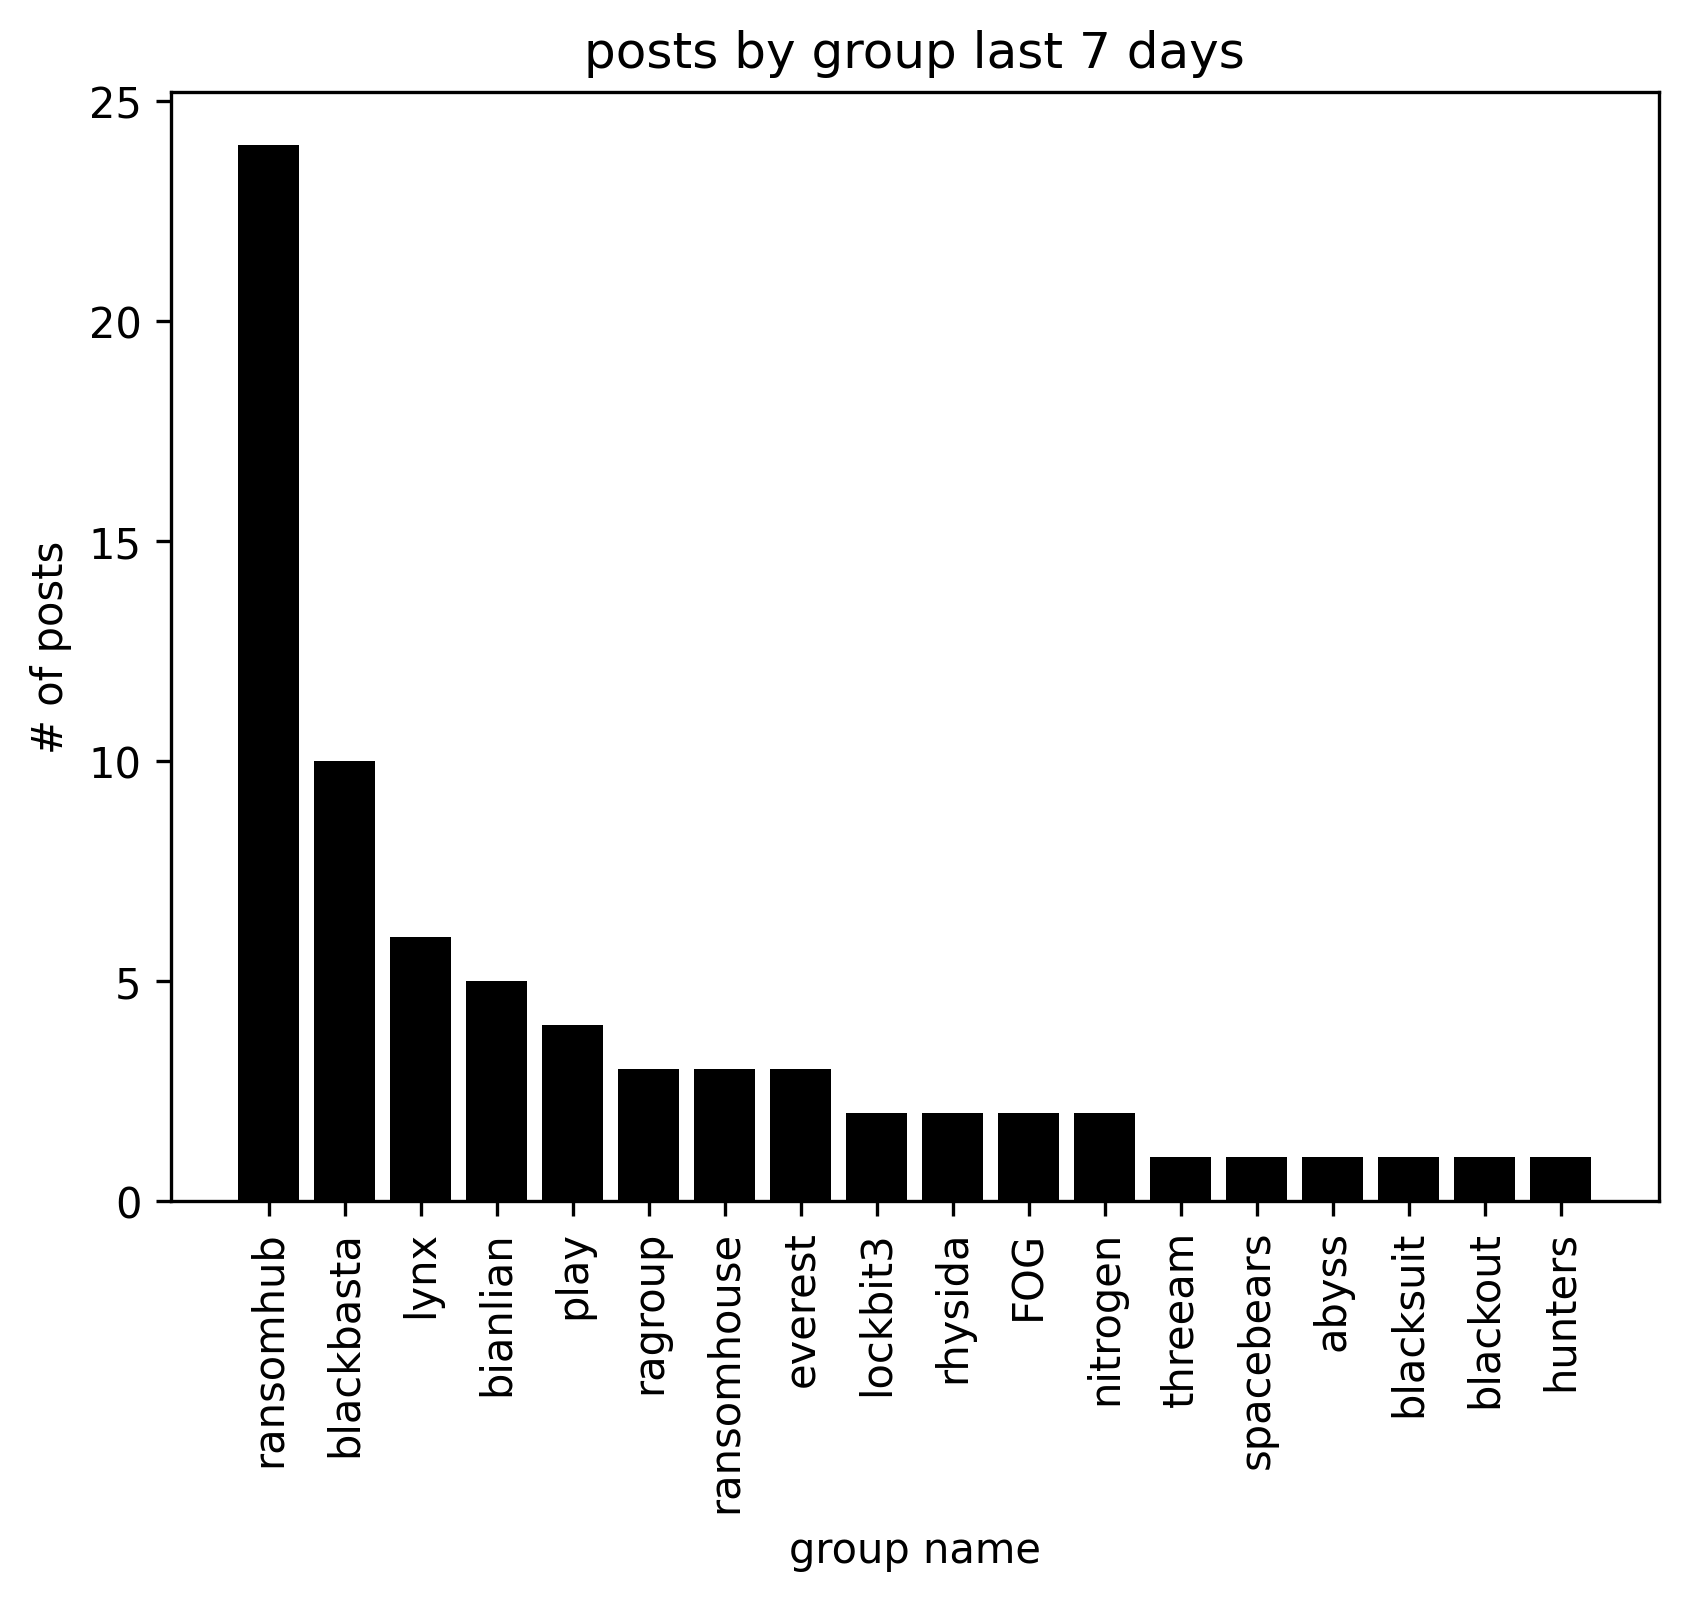 posts by group last 7 days
25
20
15
10
5
0
# of posts
ransomhub
blackbasta
lynx
bianlian
play
ragroup
ransomhouse
everest
lockbit3
rhysida
FOG
nitrogen
threeam
spacebears
abyss
blacksuit
blackout
hunters
group name